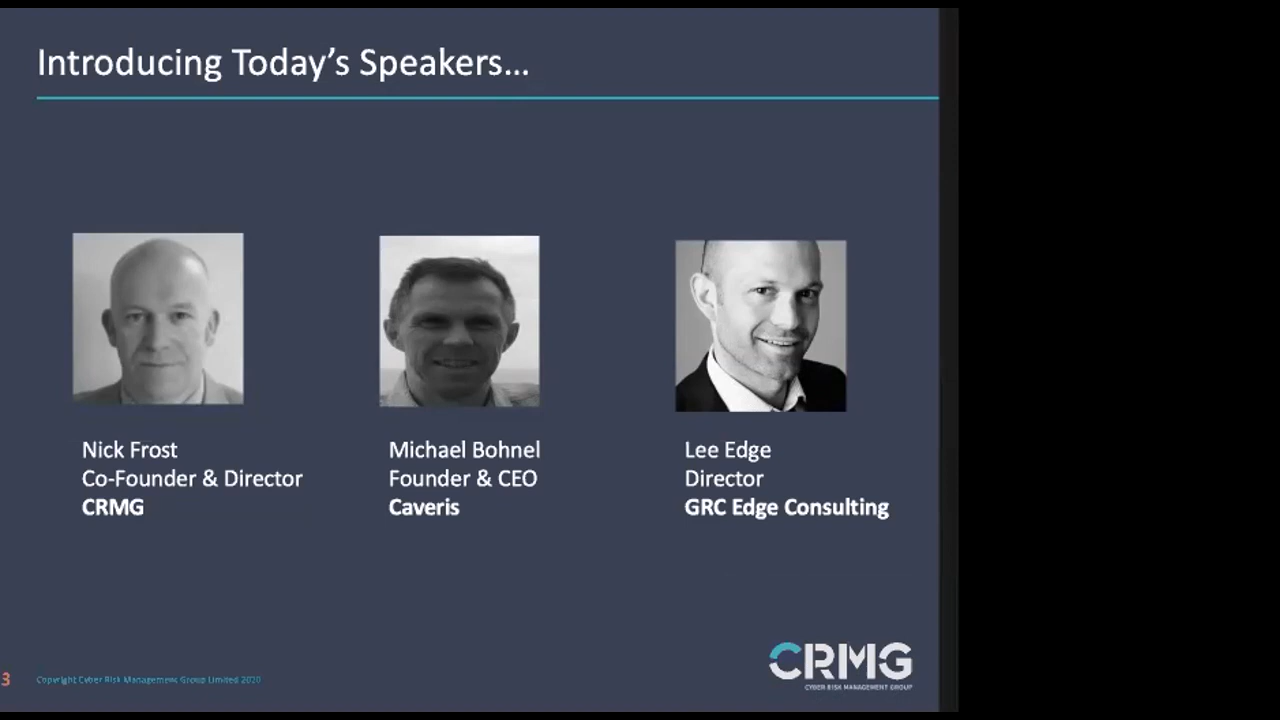 Introducing Today's Speakers…
Nick Frost
Co-Founder & Director
CRMG
Michael Bohnel
Founder & CEO
Caveris
Lee Edge
Director
GRC Edge Consulting
3
Copyright Cyber Risk Management Group Limited 2020
CRMG
CYBER RISK MANAGEMENT GROUP